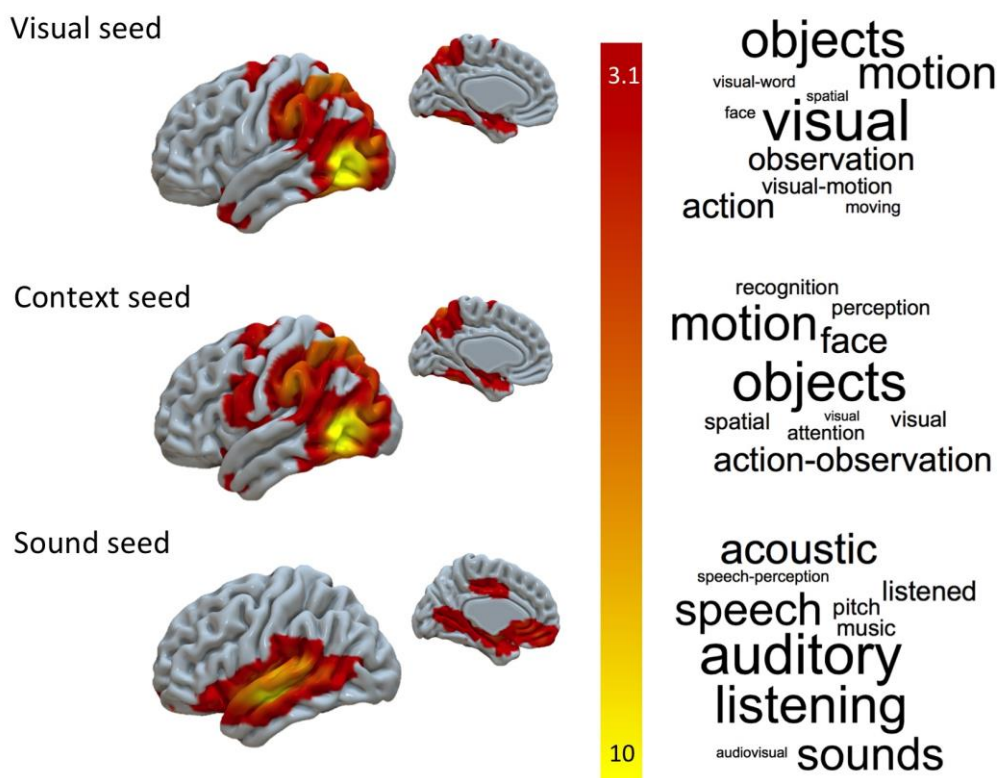 Visual seed
3.1
objects
motion
visual-word
spatial
face
visual
observation
visual-motion
action
moving
Context seed
recognition
perception
motion
face
objects
spatial
visual
visual
attention
action-observation
Sound seed
acoustic
speech-perception
listened
speech
pitch
music
auditory
listening
audiovisual
sounds
10